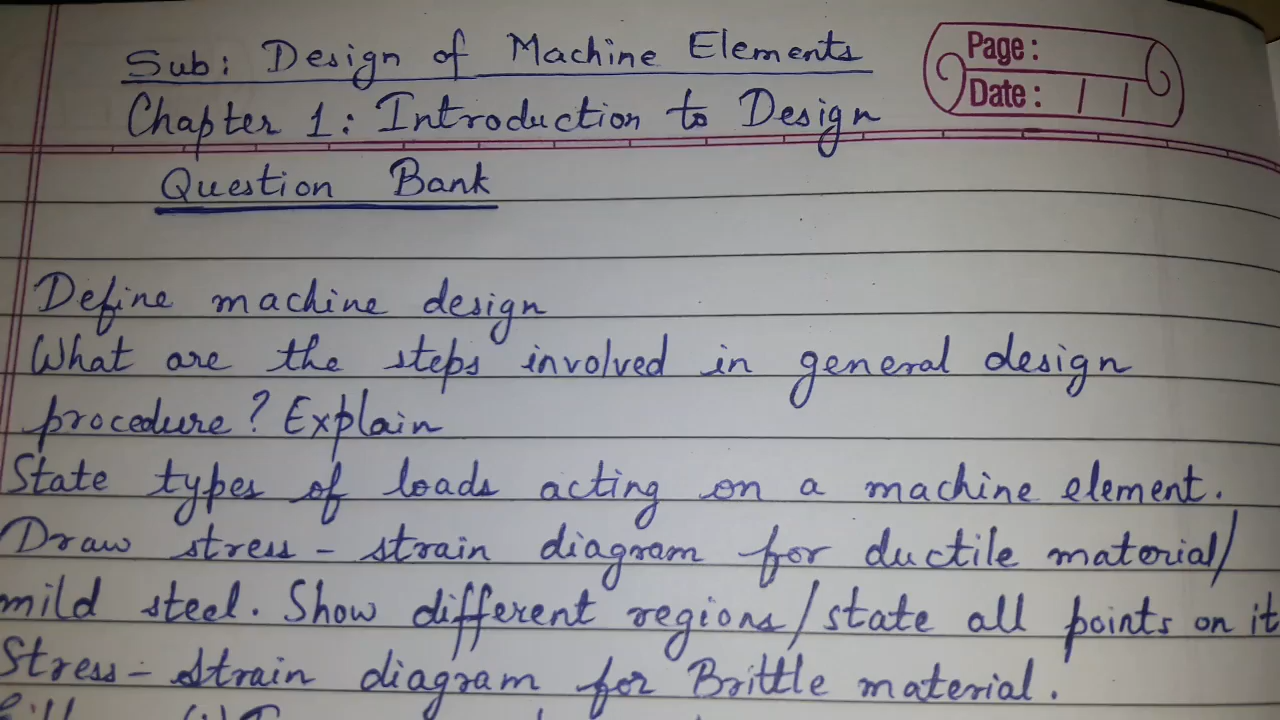 Sub: Design of Machine Elements
Page:
Date: / /
Chapter 1: Introduction to Design
Question Bank
Define machine design
What are the steps involved in general design
procedure? Explain
State types of loads acting on a machine element.
Draw stress-strain diagram for ductile material/
mild steel. Show different regions/state all points on it
Stress-strain diagram for Brittle material.